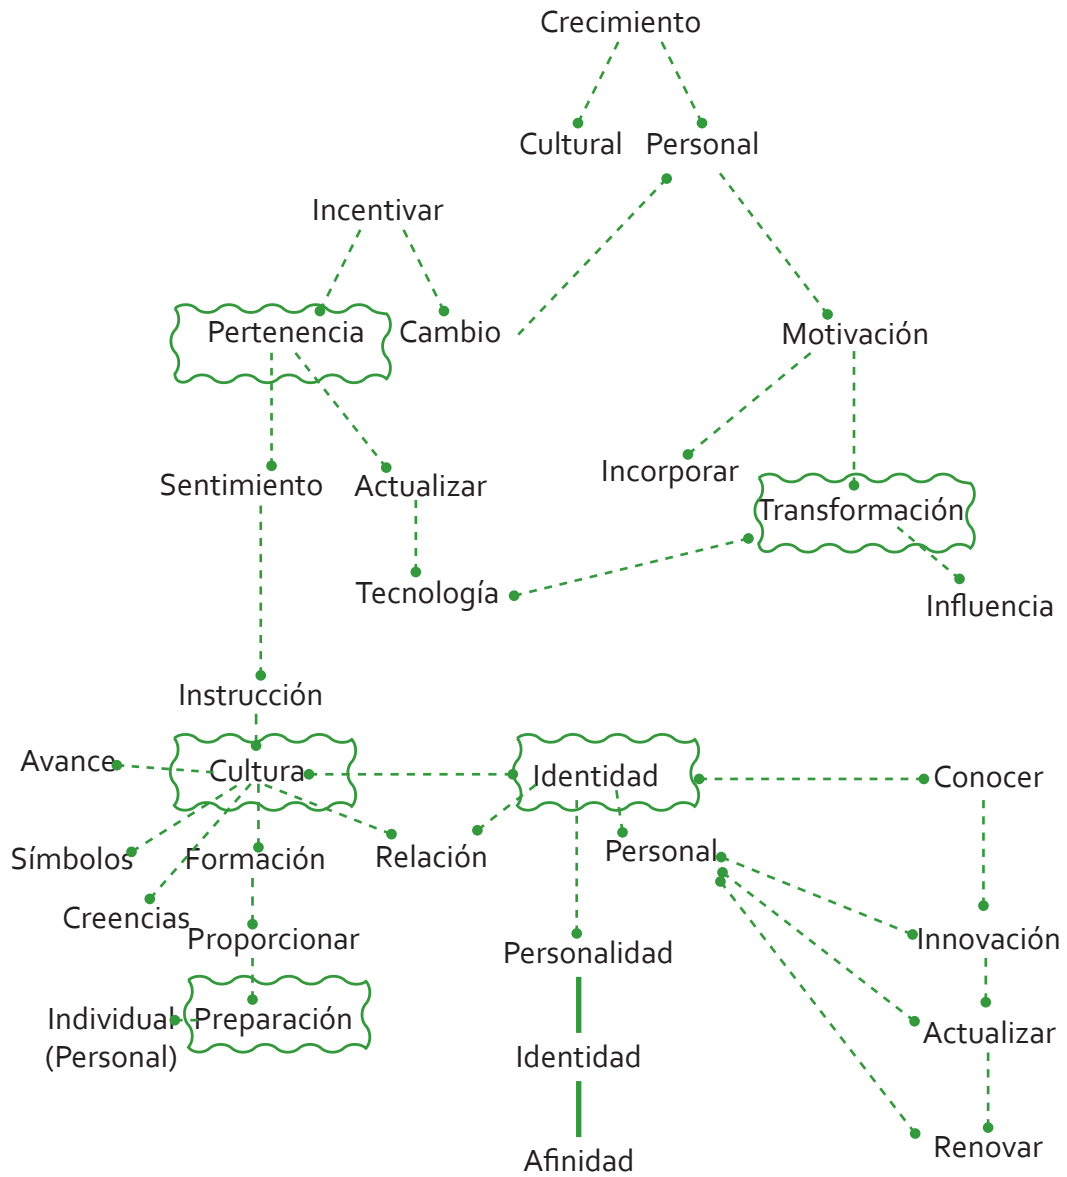 Crecimiento
Cultural Personal
Incentivar
Pertenencia Cambio
Motivación
Incorporar
Sentimiento Actualizar
Transformación
Tecnología
Influencia
Instrucción
Avance Cultura Identidad Conocer
Símbolos Formación Relación Personal
Creencias
Proporcionar Personalidad Innovación
Individual Preparación
(Personal)
Actualizar
Identidad
Renovar
Afinidad